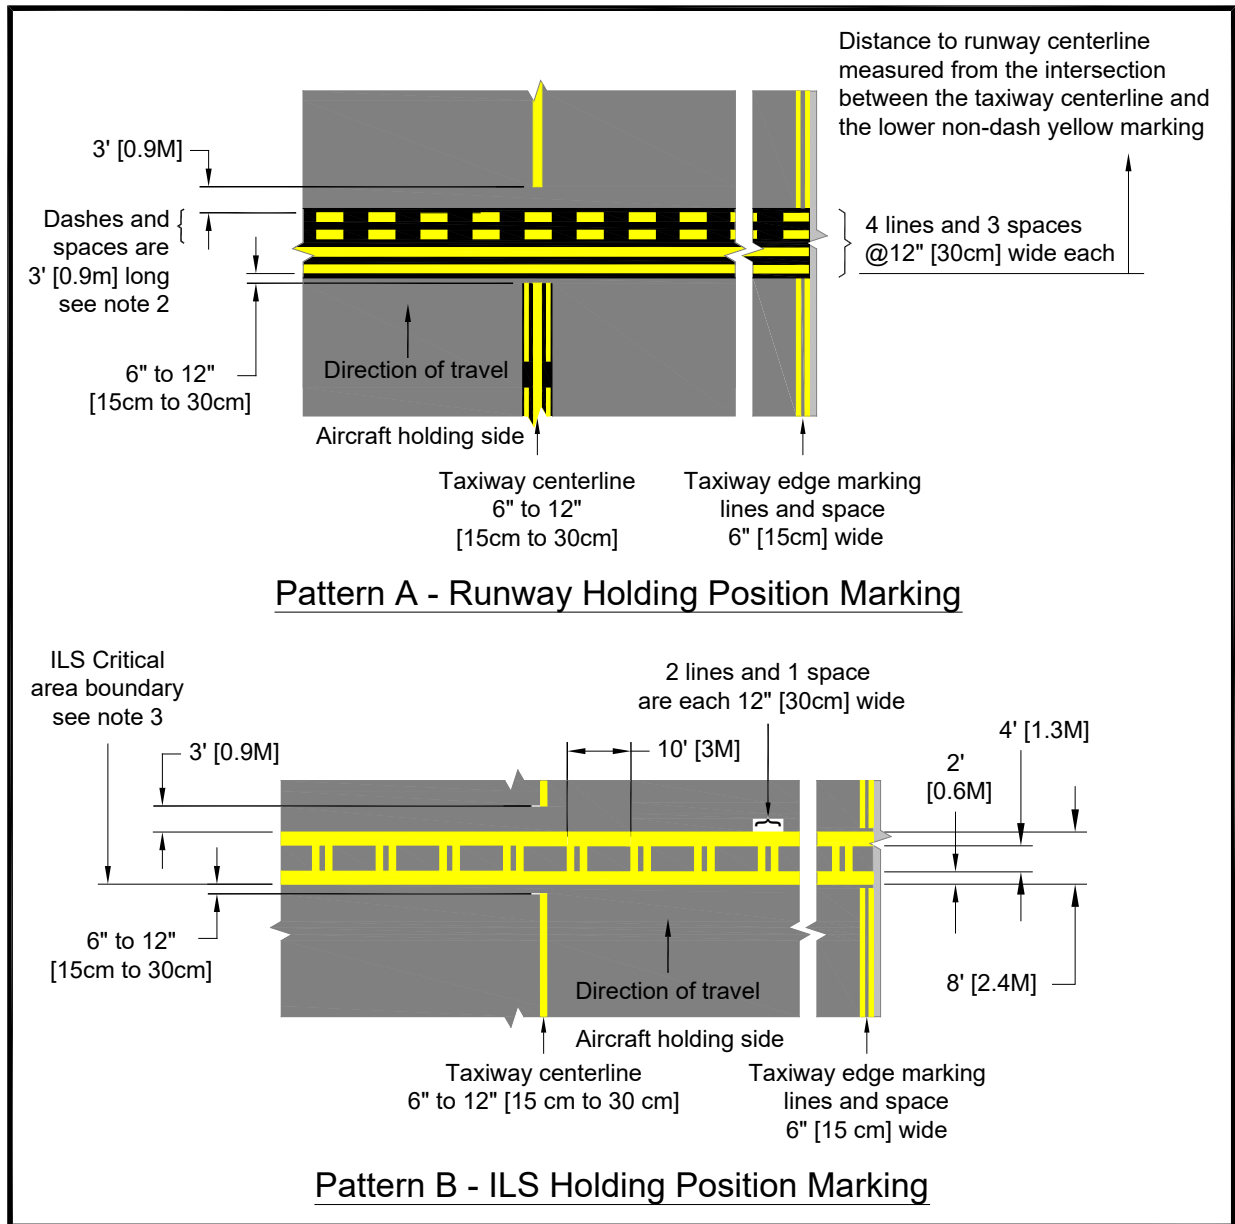 Distance to runway centerline
measured from the intersection
between the taxiway centerline and
the lower non-dash yellow marking
3' [0.9M]
Dashes and
spaces are
3' [0.9m] long
see note 2
4 lines and 3 spaces
@12" [30cm] wide each
6" to 12"
[15cm to 30cm]
Direction of travel
Aircraft holding side
Taxiway centerline
6" to 12"
[15cm to 30cm]
Taxiway edge marking
lines and space
6" [15cm] wide
Pattern A - Runway Holding Position Marking
ILS Critical
area boundary
see note 3
2 lines and 1 space
are each 12" [30cm] wide
3' [0.9M]
10' [3M]
4' [1.3M]
2'
[0.6M]
6" to 12"
[15cm to 30cm]
8' [2.4M]
Direction of travel
Aircraft holding side
Taxiway centerline
6" to 12" [15 cm to 30 cm]
Taxiway edge marking
lines and space
6" [15 cm] wide
Pattern B - ILS Holding Position Marking